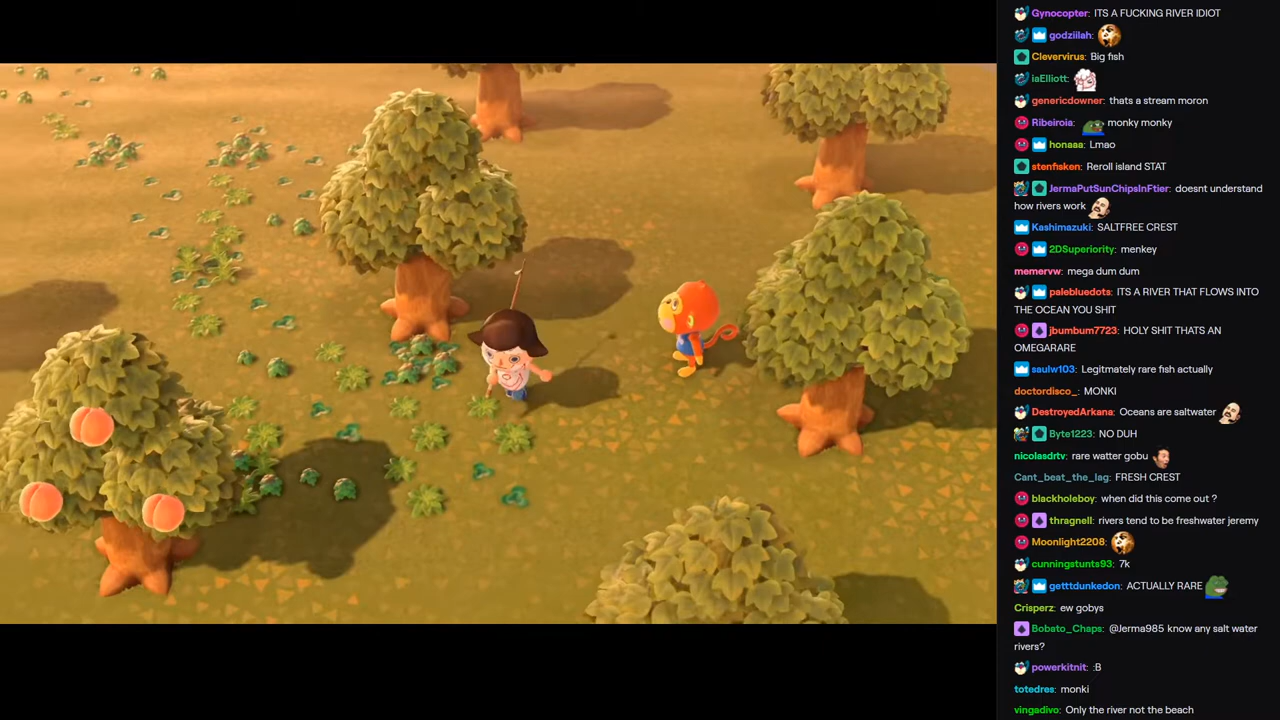 Gynocopter: ITS A FUCKING RIVER IDIOT
godziilah:
Clevervirus: Big fish
iaElliott:
genericdowner: thats a stream moron
Ribeiroia: monky monky
honaaa: Lmao
stenfisken: Reroll island STAT
JermaPutSunChipsInFtier: doesnt understand
how rivers work
Kashimazuki: SALTFREE CREST
2DSuperiority: menkey
memervw: mega dum dum
palebluedots: ITS A RIVER THAT FLOWS INTO
THE OCEAN YOU SHIT
jbumbum7723: HOLY SHIT THATS AN
OMEGARARE
saulw103: Legitmately rare fish actually
doctordisco_: MONKI
DestroyedArkana: Oceans are saltwater
Byte1223: NO DUH
nicolasdrtv: rare watter gobu
Cant_beat_the_lag: FRESH CREST
blackholeboy: when did this come out ?
thragnell: rivers tend to be freshwater jeremy
Moonlight2208:
cunningstunts93: 7k
getttdunkedon: ACTUALLY RARE
Crisperz: ew gobys
Bobato_Chaps: @Jerma985 know any salt water
rivers?
powerkitnit: :B
totedres: monki
vingadivo: Only the river not the beach